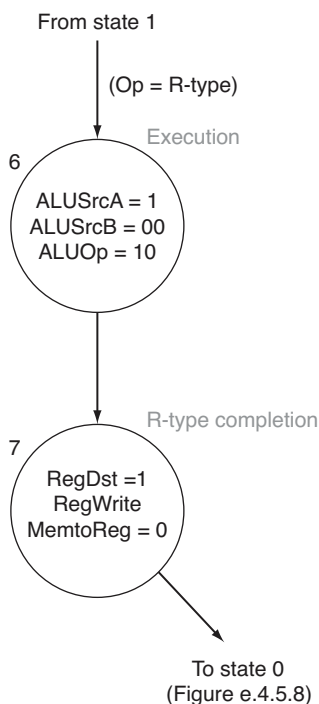 From state 1
(Op = R-type)
Execution
6
ALUSrcA = 1
ALUSrcB = 00
ALUOp = 10
R-type completion
7
RegDst =1
RegWrite
MemtoReg = 0
To state 0
(Figure e.4.5.8)